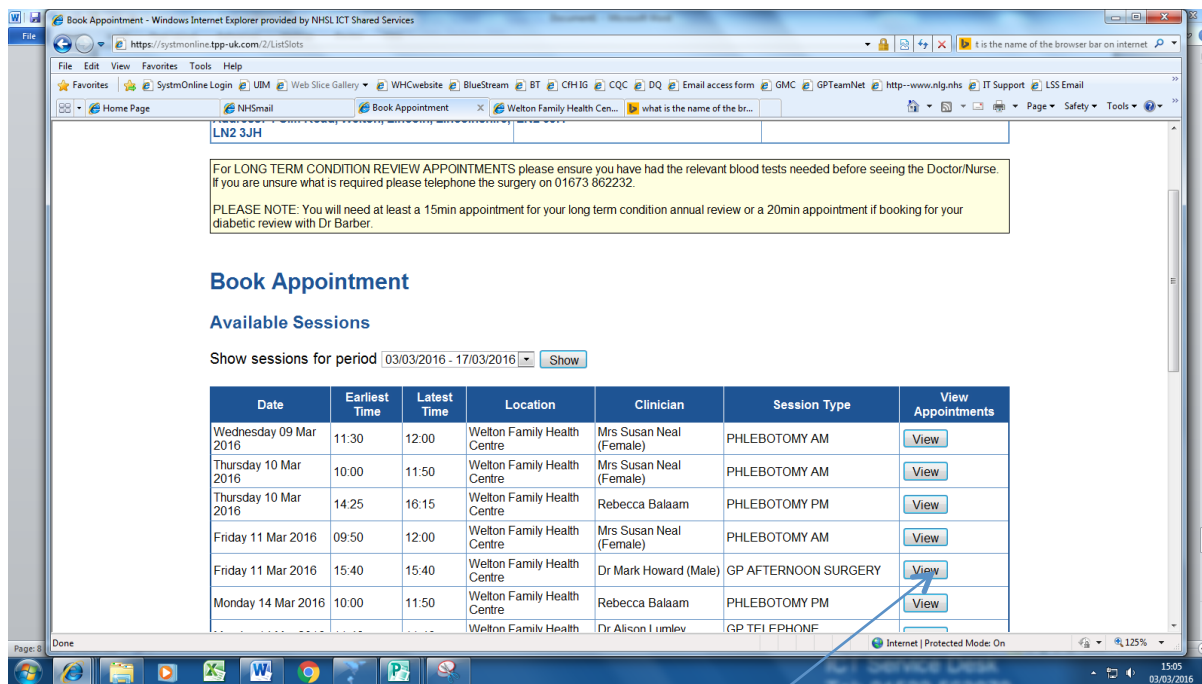 Book Appointment - Windows Internet Explorer provided by NHSL ICT Shared Services
File
https://systmonline.tpp-uk.com/2/ListSlots
t is the name of the browser bar on internet
File Edit View Favorites Tools Help
Favorites SystmOnline Login UIM Web Slice Gallery WHCwebsite BlueStream BT CfH IG CQC DQ Email access form GMC GPTeamNet http--www.nlg.nhs IT Support LSS Email
Home Page NHSmail Book Appointment X Welton Family Health Cen... what is the name of the br... Page Safety Tools
LN2 3JH
For LONG TERM CONDITION REVIEW APPOINTMENTS please ensure you have had the relevant blood tests needed before seeing the Doctor/Nurse.
If you are unsure what is required please telephone the surgery on 01673 862232.
PLEASE NOTE: You will need at least a 15min appointment for your long term condition annual review or a 20min appointment if booking for your
diabetic review with Dr Barber.
Book Appointment
Available Sessions
Show sessions for period 03/03/2016 - 17/03/2016 Show
Date Earliest Time Latest Time Location Clinician Session Type View Appointments
Wednesday 09 Mar 2016 11:30 12:00 Welton Family Health Centre Mrs Susan Neal (Female) PHLEBOTOMY AM View
Thursday 10 Mar 2016 10:00 11:50 Welton Family Health Centre Mrs Susan Neal (Female) PHLEBOTOMY AM View
Thursday 10 Mar 2016 14:25 16:15 Welton Family Health Centre Rebecca Balaam PHLEBOTOMY PM View
Friday 11 Mar 2016 09:50 12:00 Welton Family Health Centre Mrs Susan Neal (Female) PHLEBOTOMY AM View
Friday 11 Mar 2016 15:40 15:40 Welton Family Health Centre Dr Mark Howard (Male) GP AFTERNOON SURGERY View
Monday 14 Mar 2016 10:00 11:50 Welton Family Health Centre Rebecca Balaam PHLEBOTOMY PM View
Welton Family Health Dr Alison Lumley GP TELEPHONE
Page: 8
Done Internet | Protected Mode: On 125%
ICT Service Desk
15:05
03/03/2016